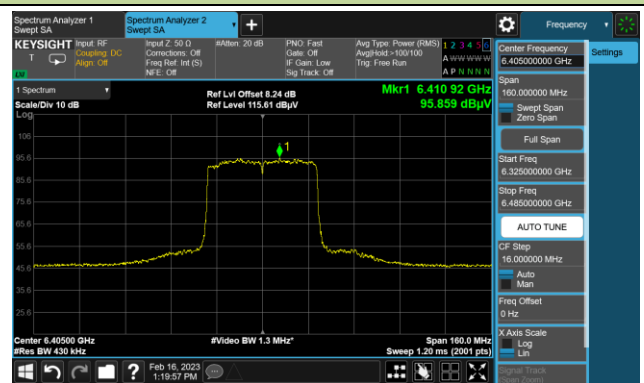 Spectrum Analyzer 1
Swept SA
Spectrum Analyzer 2
Swept SA
Frequency
KEYSIGHT
Input: RF
Coupling: DC
Align: Off
Input Z: 50 Ω
Corrections: Off
Freq Ref: Int (S)
NFE: Off
#Atten: 20 dB
PNO: Fast
Gate: Off
IF Gain: Low
Sig Track: Off
Avg Type: Power (RMS)
Avg|Hold:>100/100
Trig: Free Run
1 2 3 4 5 6
A W W W W W
A P N N N N
T
LW
1 Spectrum
Scale/Div 10 dB
Log
Ref Lvl Offset 8.24 dB
Ref Level 115.61 dBµV
Mkr1 6.410 92 GHz
95.859 dBµV
1
106
95.6
85.6
75.6
65.6
55.6
45.6
35.6
25.6
Center 6.40500 GHz
#Res BW 430 kHz
#Video BW 1.3 MHz*
Span 160.0 MHz
Sweep 1.20 ms (2001 pts)
Feb 16, 2023
1:19:57 PM
Center Frequency
6.405000000 GHz
Settings
Span
160.000000 MHz
Swept Span
Zero Span
Full Span
Start Freq
6.325000000 GHz
Stop Freq
6.485000000 GHz
AUTO TUNE
CF Step
16.000000 MHz
Auto
Man
Freq Offset
0 Hz
X Axis Scale
Log
Lin
Signal Track
(Span Zoom)